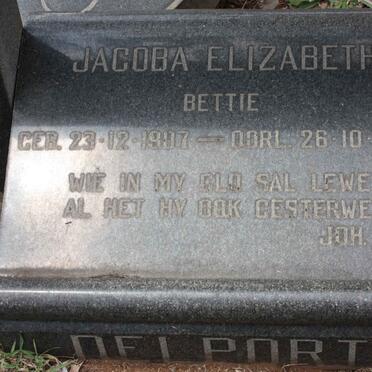 JACOBA ELIZABETH
BETTIE
GEB. 23-12-1907 — OORL. 26-10-
WIE IN MY GLO SAL LEWE
AL HET HY OOK GESTERWE
JOH.
DELPORT